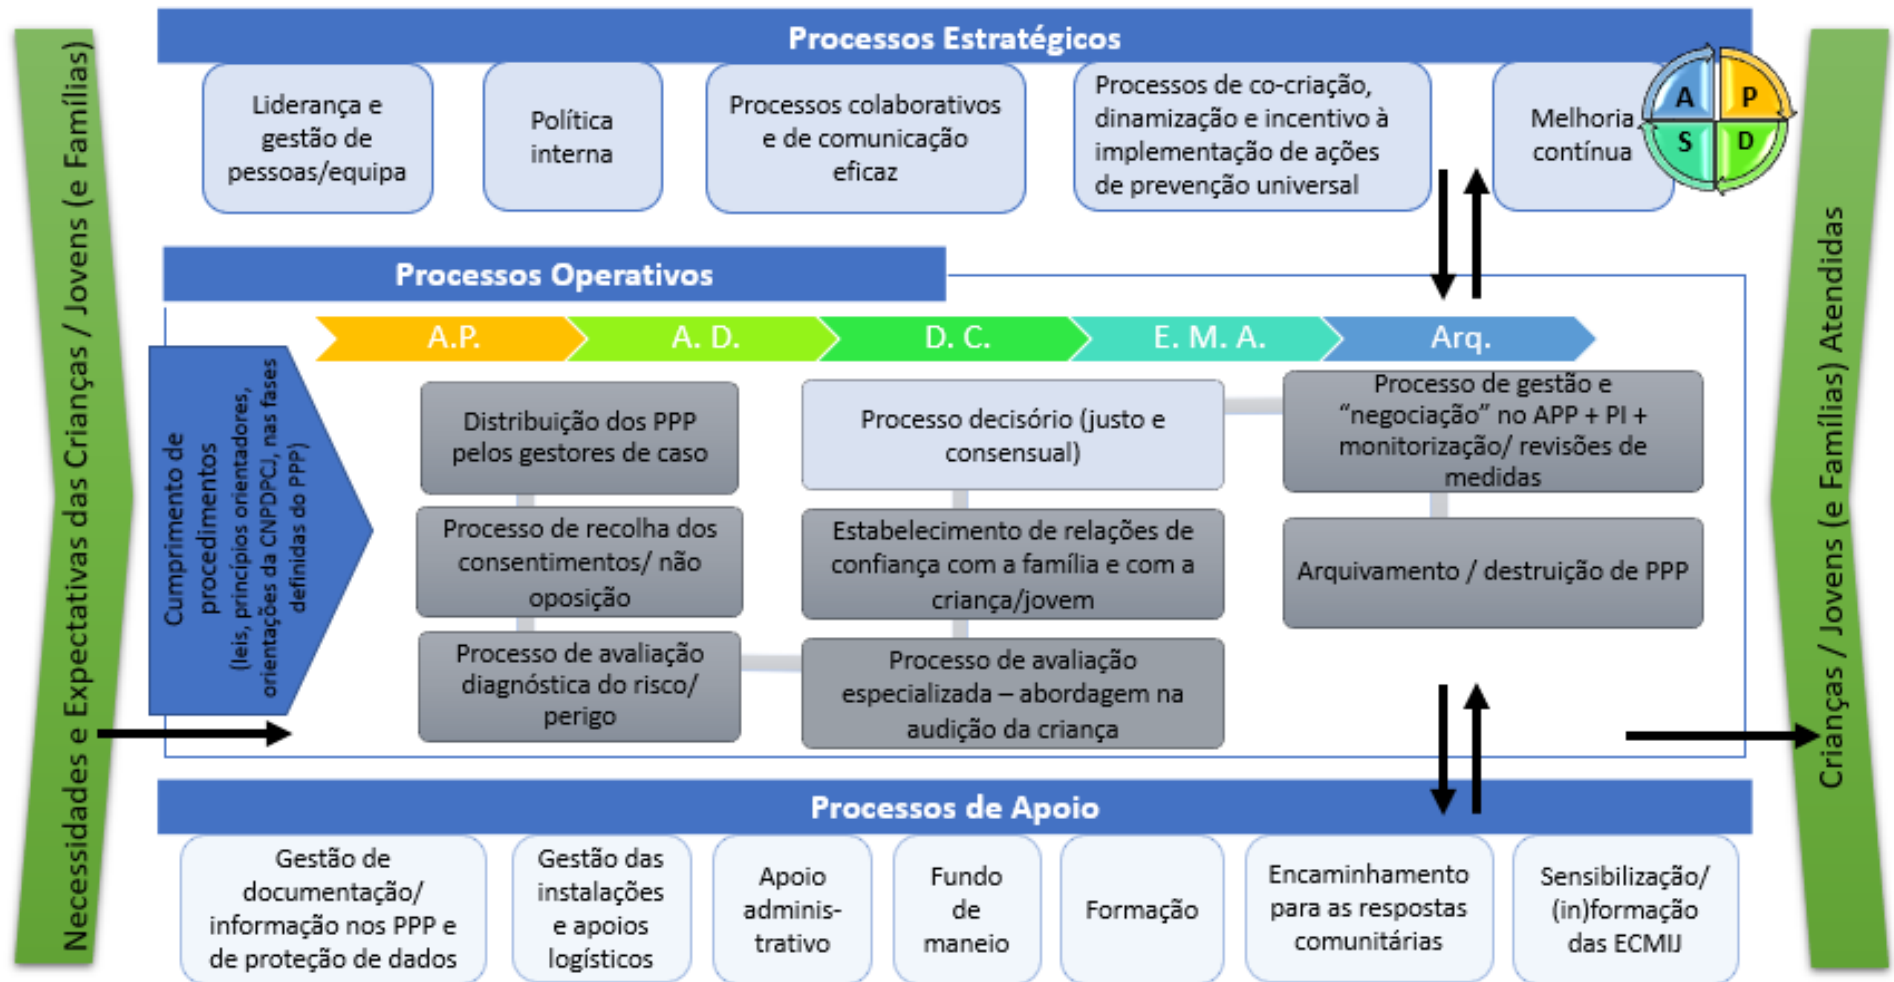 Necessidades e Expectativas das Crianças / Jovens (e Famílias)
Processos Estratégicos
Liderança e
gestão de
pessoas/equipa
Política
interna
Processos colaborativos
e de comunicação
eficaz
Processos de co-criação,
dinamização e incentivo à
implementação de ações
de prevenção universal
Melhoria
contínua
A P
S D
Processos Operativos
A.P. A. D. D. C. E. M. A. Arq.
Cumprimento de
procedimentos
(leis, princípios orientadores,
orientações da CNPDPCJ, nas fases
definidas do PPP)
Distribuição dos PPP
pelos gestores de caso
Processo de recolha dos
consentimentos/ não
oposição
Processo de avaliação
diagnóstica do risco/
perigo
Processo decisório (justo e
consensual)
Estabelecimento de relações de
confiança com a família e com a
criança/jovem
Processo de avaliação
especializada – abordagem na
audição da criança
Processo de gestão e
“negociação” no APP + PI +
monitorização/ revisões de
medidas
Arquivamento / destruição de PPP
Processos de Apoio
Gestão de
documentação/
informação nos PPP e
de proteção de dados
Gestão das
instalações
e apoios
logísticos
Apoio
adminis-
trativo
Fundo
de
maneio
Formação
Encaminhamento
para as respostas
comunitárias
Sensibilização/
(in)formação
das ECMIJ
Crianças / Jovens (e Famílias) Atendidas